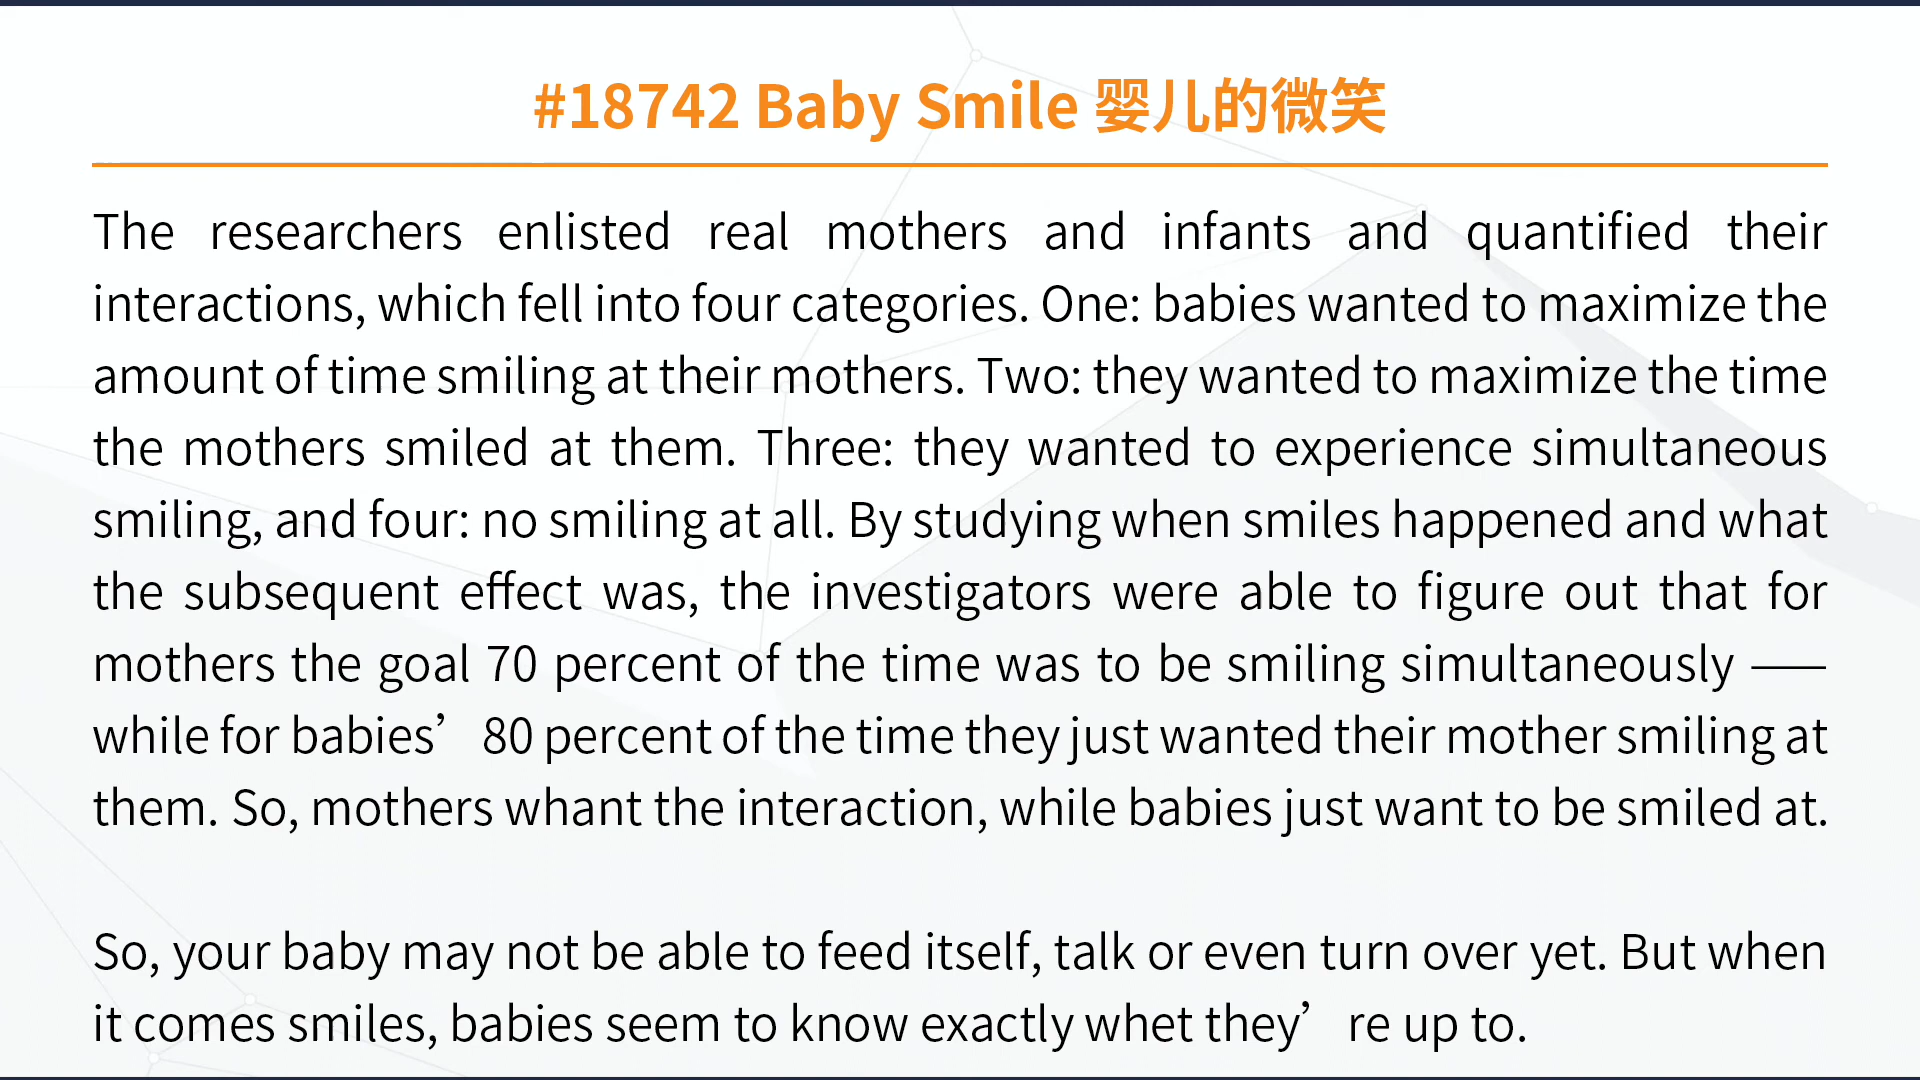 #18742 Baby Smile 婴儿的微笑
The researchers enlisted real mothers and infants and quantified their
interactions, which fell into four categories. One: babies wanted to maximize the
amount of time smiling at their mothers. Two: they wanted to maximize the time
the mothers smiled at them. Three: they wanted to experience simultaneous
smiling, and four: no smiling at all. By studying when smiles happened and what
the subsequent effect was, the investigators were able to figure out that for
mothers the goal 70 percent of the time was to be smiling simultaneously ——
while for babies’ 80 percent of the time they just wanted their mother smiling at
them. So, mothers whant the interaction, while babies just want to be smiled at.
So, your baby may not be able to feed itself, talk or even turn over yet. But when
it comes smiles, babies seem to know exactly whet they’re up to.